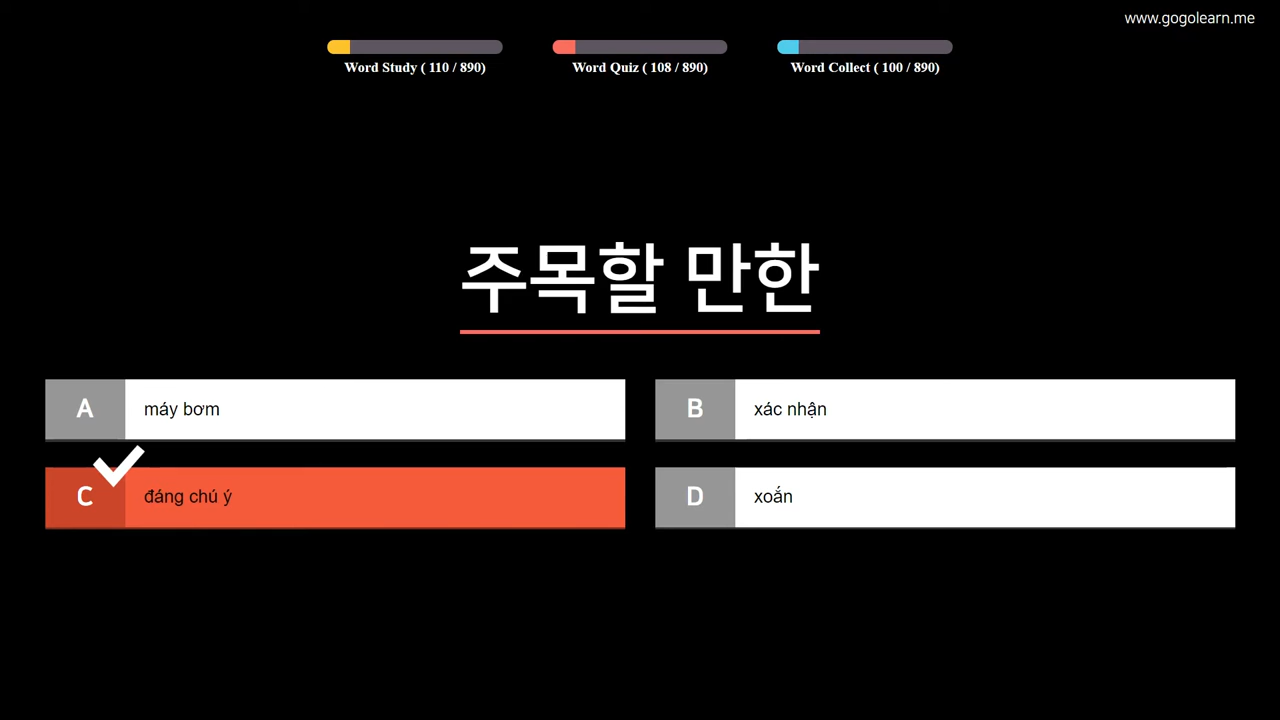 www.gogolearn.me
Word Study ( 110 / 890)
Word Quiz ( 108 / 890)
Word Collect ( 100 / 890)
주목할 만한
A máy bơm
B xác nhận
C đáng chú ý
D xoắn